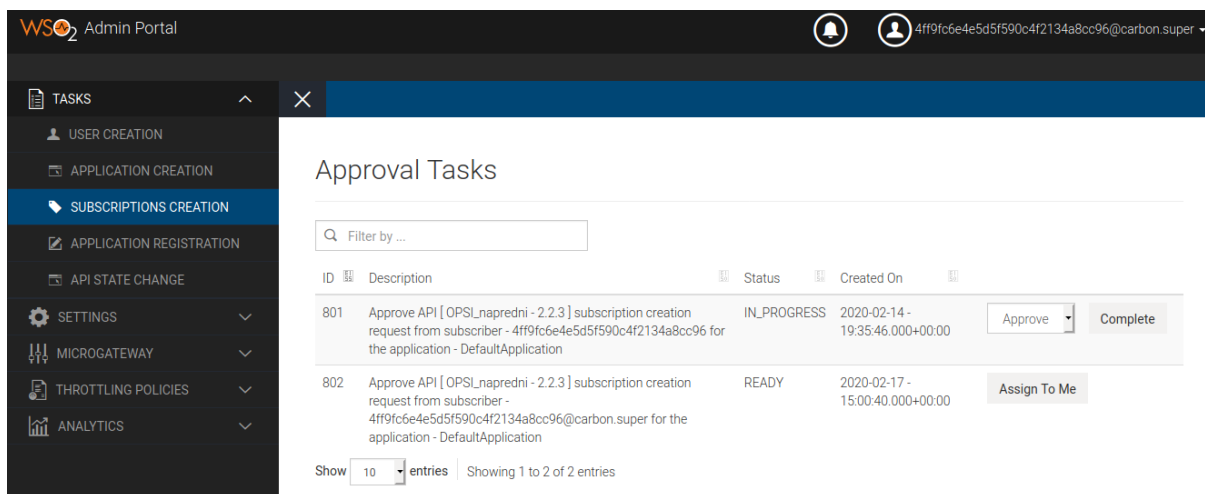 WSO2 Admin Portal
4ff9fc6e4e5d5f590c4f2134a8cc96@carbon.super
TASKS
USER CREATION
APPLICATION CREATION
SUBSCRIPTIONS CREATION
APPLICATION REGISTRATION
API STATE CHANGE
SETTINGS
MICROGATEWAY
THROTTLING POLICIES
ANALYTICS
Approval Tasks
Filter by ...
ID Description Status Created On
801 Approve API [ OPSI_napredni - 2.2.3 ] subscription creation IN_PROGRESS 2020-02-14 -
request from subscriber - 4ff9fc6e4e5d5f590c4f2134a8cc96 for 19:35:46.000+00:00 Approve Complete
the application - DefaultApplication
802 Approve API [ OPSI_napredni - 2.2.3 ] subscription creation READY 2020-02-17 -
request from subscriber - 15:00:40.000+00:00 Assign To Me
4ff9fc6e4e5d5f590c4f2134a8cc96@carbon.super for the
application - DefaultApplication
Show 10 entries Showing 1 to 2 of 2 entries